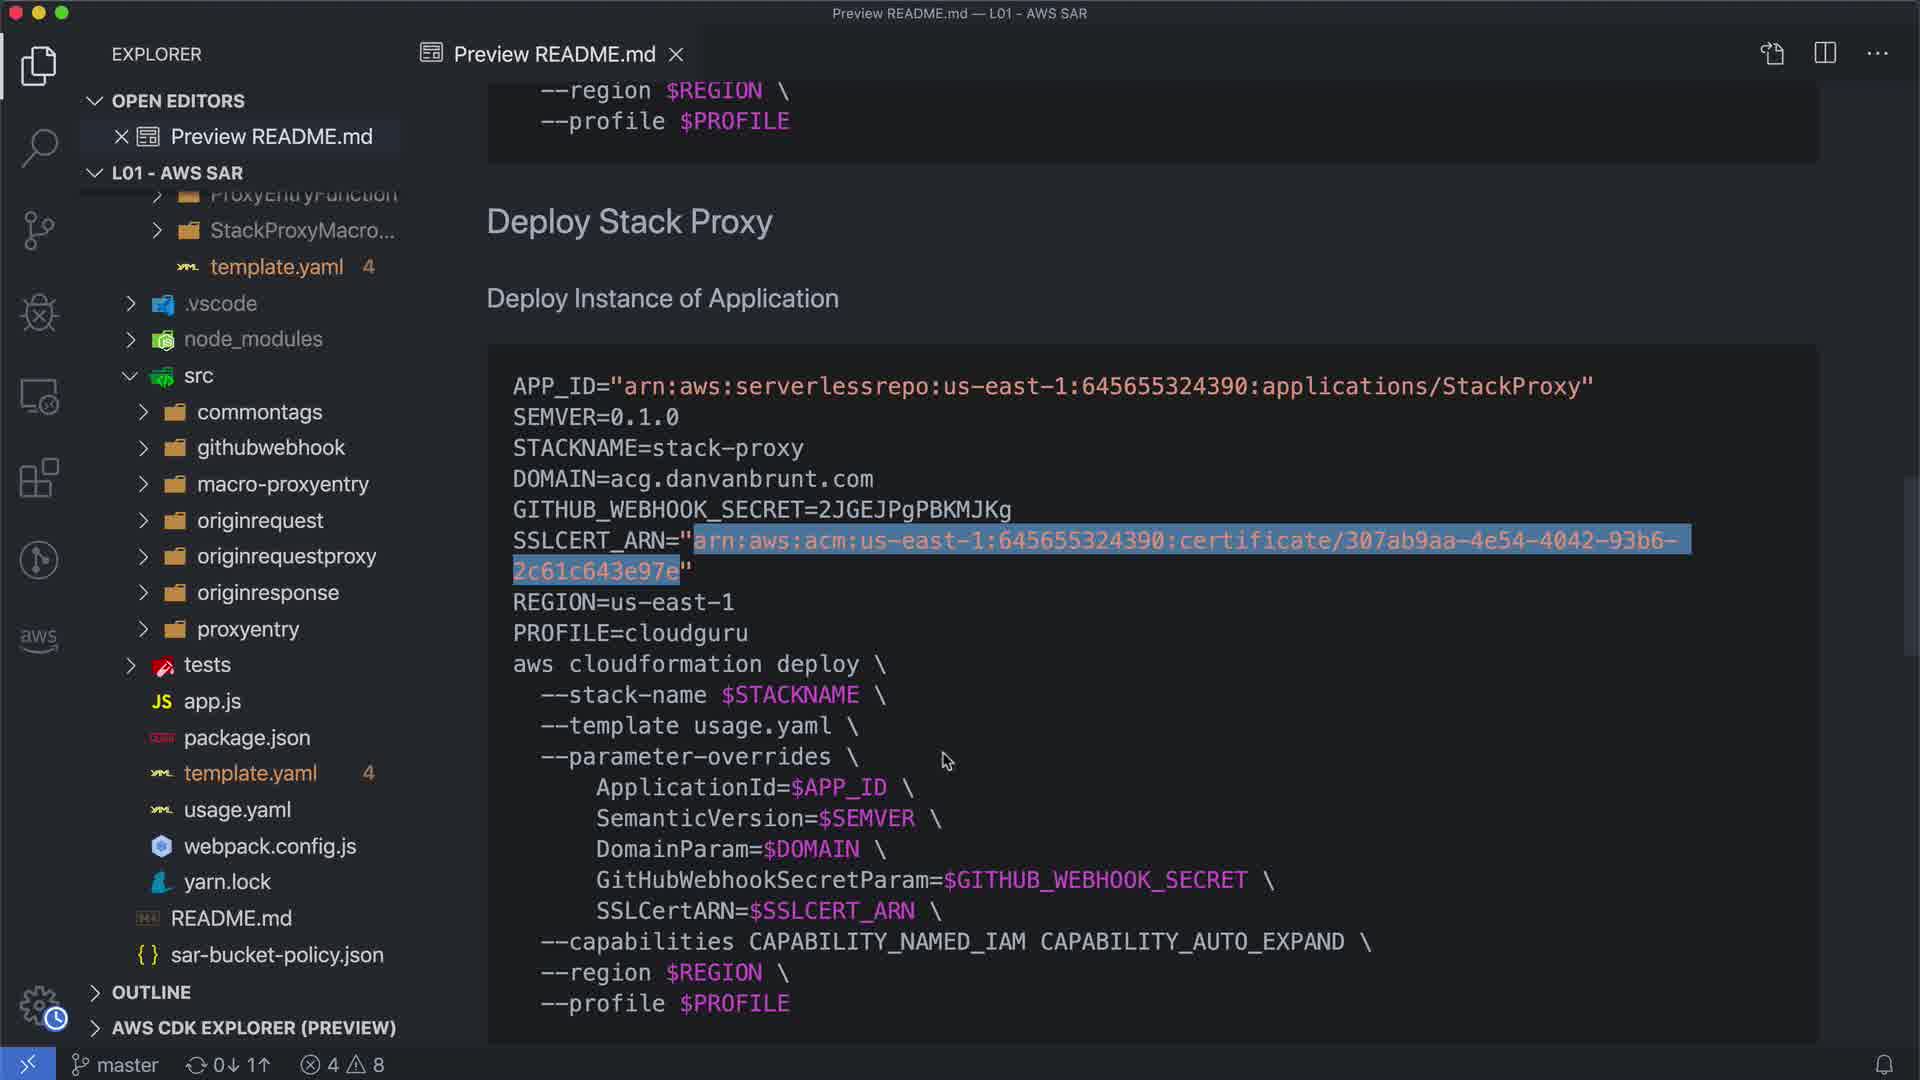 Preview README.md — L01 - AWS SAR
EXPLORER
Preview README.md
OPEN EDITORS
Preview README.md
L01 - AWS SAR
ProxyEntryFunction
StackProxyMacro...
template.yaml 4
.vscode
node_modules
src
commontags
githubwebhook
macro-proxyentry
originrequest
originrequestproxy
originresponse
proxyentry
tests
JS app.js
package.json
template.yaml 4
usage.yaml
webpack.config.js
yarn.lock
README.md
{ } sar-bucket-policy.json
OUTLINE
AWS CDK EXPLORER (PREVIEW)
aws
--region $REGION \
--profile $PROFILE
Deploy Stack Proxy
Deploy Instance of Application
APP_ID="arn:aws:serverlessrepo:us-east-1:645655324390:applications/StackProxy"
SEMVER=0.1.0
STACKNAME=stack-proxy
DOMAIN=acg.danvanbrunt.com
GITHUB_WEBHOOK_SECRET=2JGEJPgPBKMJKg
SSLCERT_ARN="arn:aws:acm:us-east-1:645655324390:certificate/307ab9aa-4e54-4042-93b6-
2c61c643e97e"
REGION=us-east-1
PROFILE=cloudguru
aws cloudformation deploy \
--stack-name $STACKNAME \
--template usage.yaml \
--parameter-overrides \
ApplicationId=$APP_ID \
SemanticVersion=$SEMVER \
DomainParam=$DOMAIN \
GitHubWebhookSecretParam=$GITHUB_WEBHOOK_SECRET \
SSLCertARN=$SSLCERT_ARN \
--capabilities CAPABILITY_NAMED_IAM CAPABILITY_AUTO_EXPAND \
--region $REGION \
--profile $PROFILE
master 0↓ 1↑ 4 8